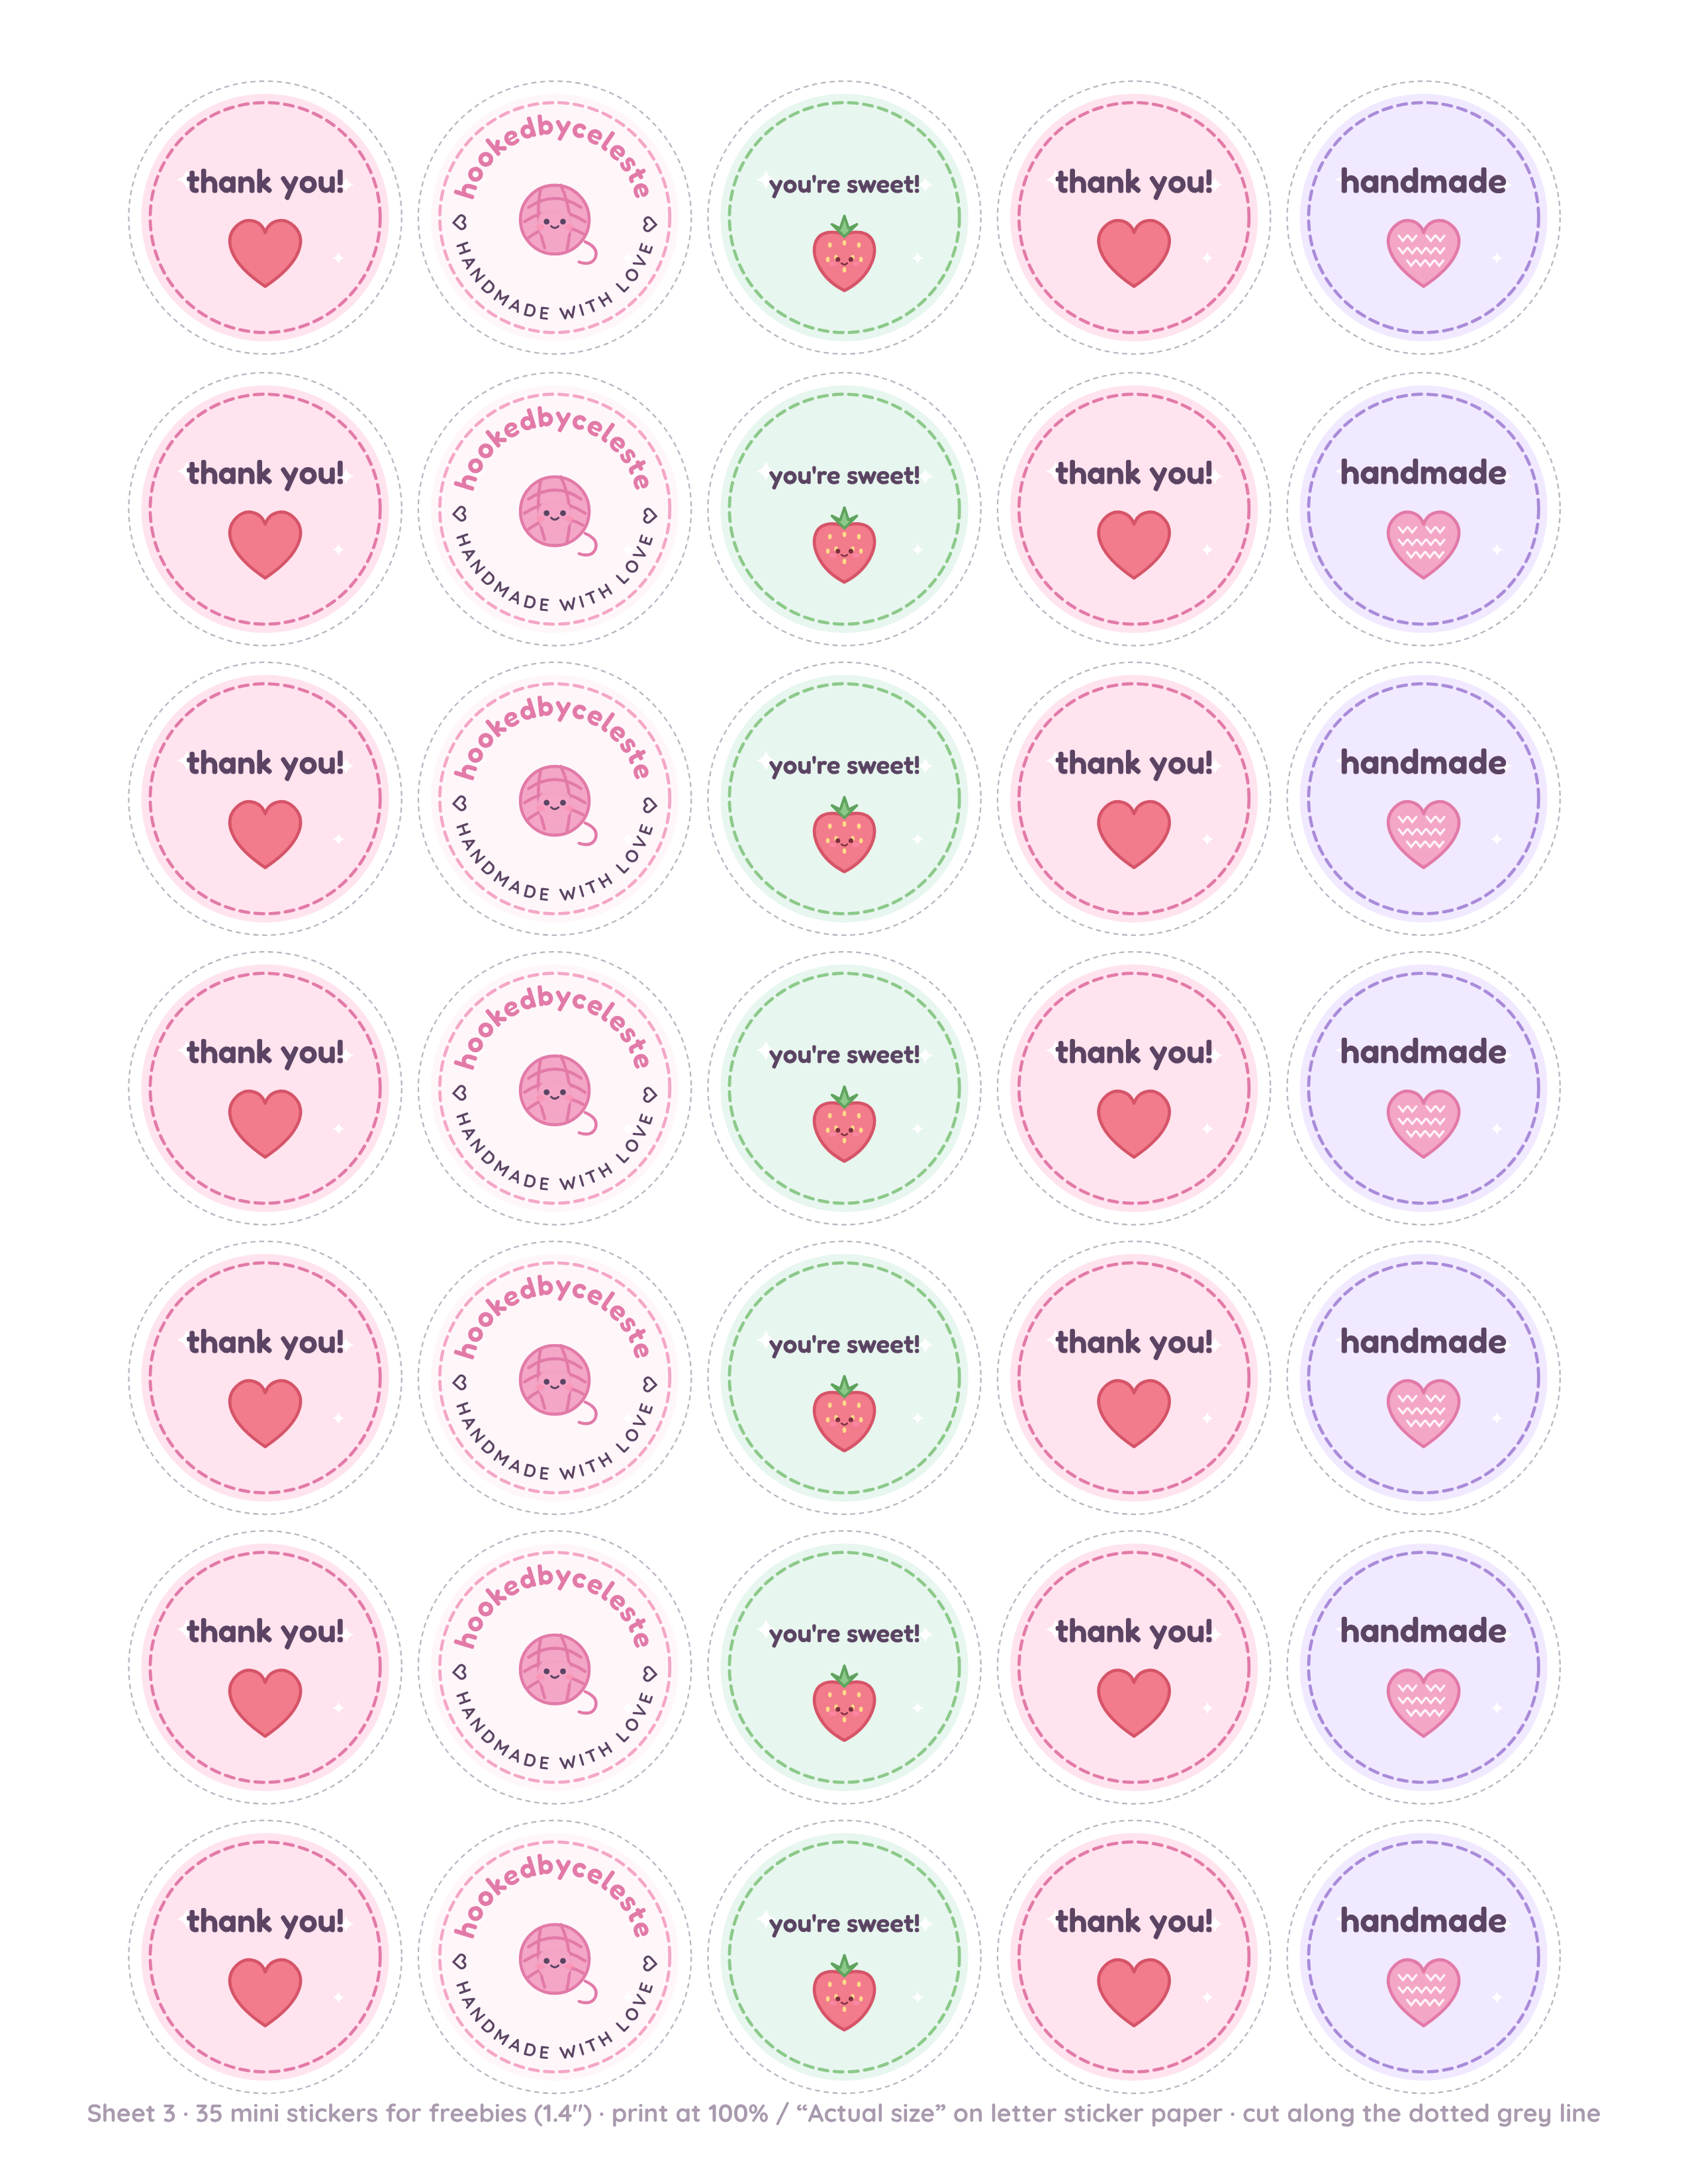 thank you!
hookedbyceleste
HANDMADE WITH LOVE
you're sweet!
thank you!
handmade
thank you!
hookedbyceleste
HANDMADE WITH LOVE
you're sweet!
thank you!
handmade
thank you!
hookedbyceleste
HANDMADE WITH LOVE
you're sweet!
thank you!
handmade
thank you!
hookedbyceleste
HANDMADE WITH LOVE
you're sweet!
thank you!
handmade
thank you!
hookedbyceleste
HANDMADE WITH LOVE
you're sweet!
thank you!
handmade
thank you!
hookedbyceleste
HANDMADE WITH LOVE
you're sweet!
thank you!
handmade
thank you!
hookedbyceleste
HANDMADE WITH LOVE
you're sweet!
thank you!
handmade
Sheet 3 · 35 mini stickers for freebies (1.4″) · print at 100% / “Actual size” on letter sticker paper · cut along the dotted grey line